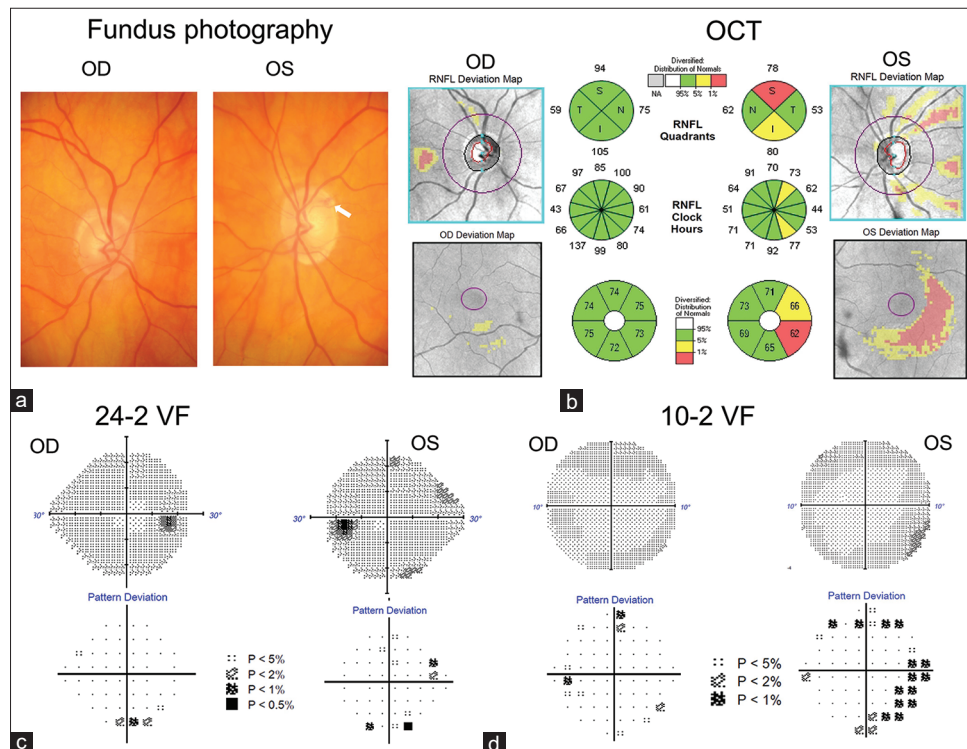 Fundus photography
OD
OS
a
OCT
OD
RNFL Deviation Map
OD Deviation Map
94
S
59
T
N
75
I
105
Diversified:
Distribution of Normals
NA
95%
5%
1%
RNFL
Quadrants
78
S
62
N
T
53
I
80
85
97
100
67
90
43
61
66
74
137
80
99
RNFL
Clock
Hours
70
91
73
64
62
51
44
71
53
71
77
92
74
74
75
75
73
72
Diversified:
Distribution
of Normals
95%
5%
1%
71
73
66
69
62
65
OS
RNFL Deviation Map
OS Deviation Map
b
24-2 VF
OD
30°
30°
Pattern Deviation
OS
30°
30°
Pattern Deviation
P < 5%
P < 2%
P < 1%
P < 0.5%
c
10-2 VF
OD
10°
10°
Pattern Deviation
OS
10°
10°
-4
Pattern Deviation
P < 5%
P < 2%
P < 1%
d